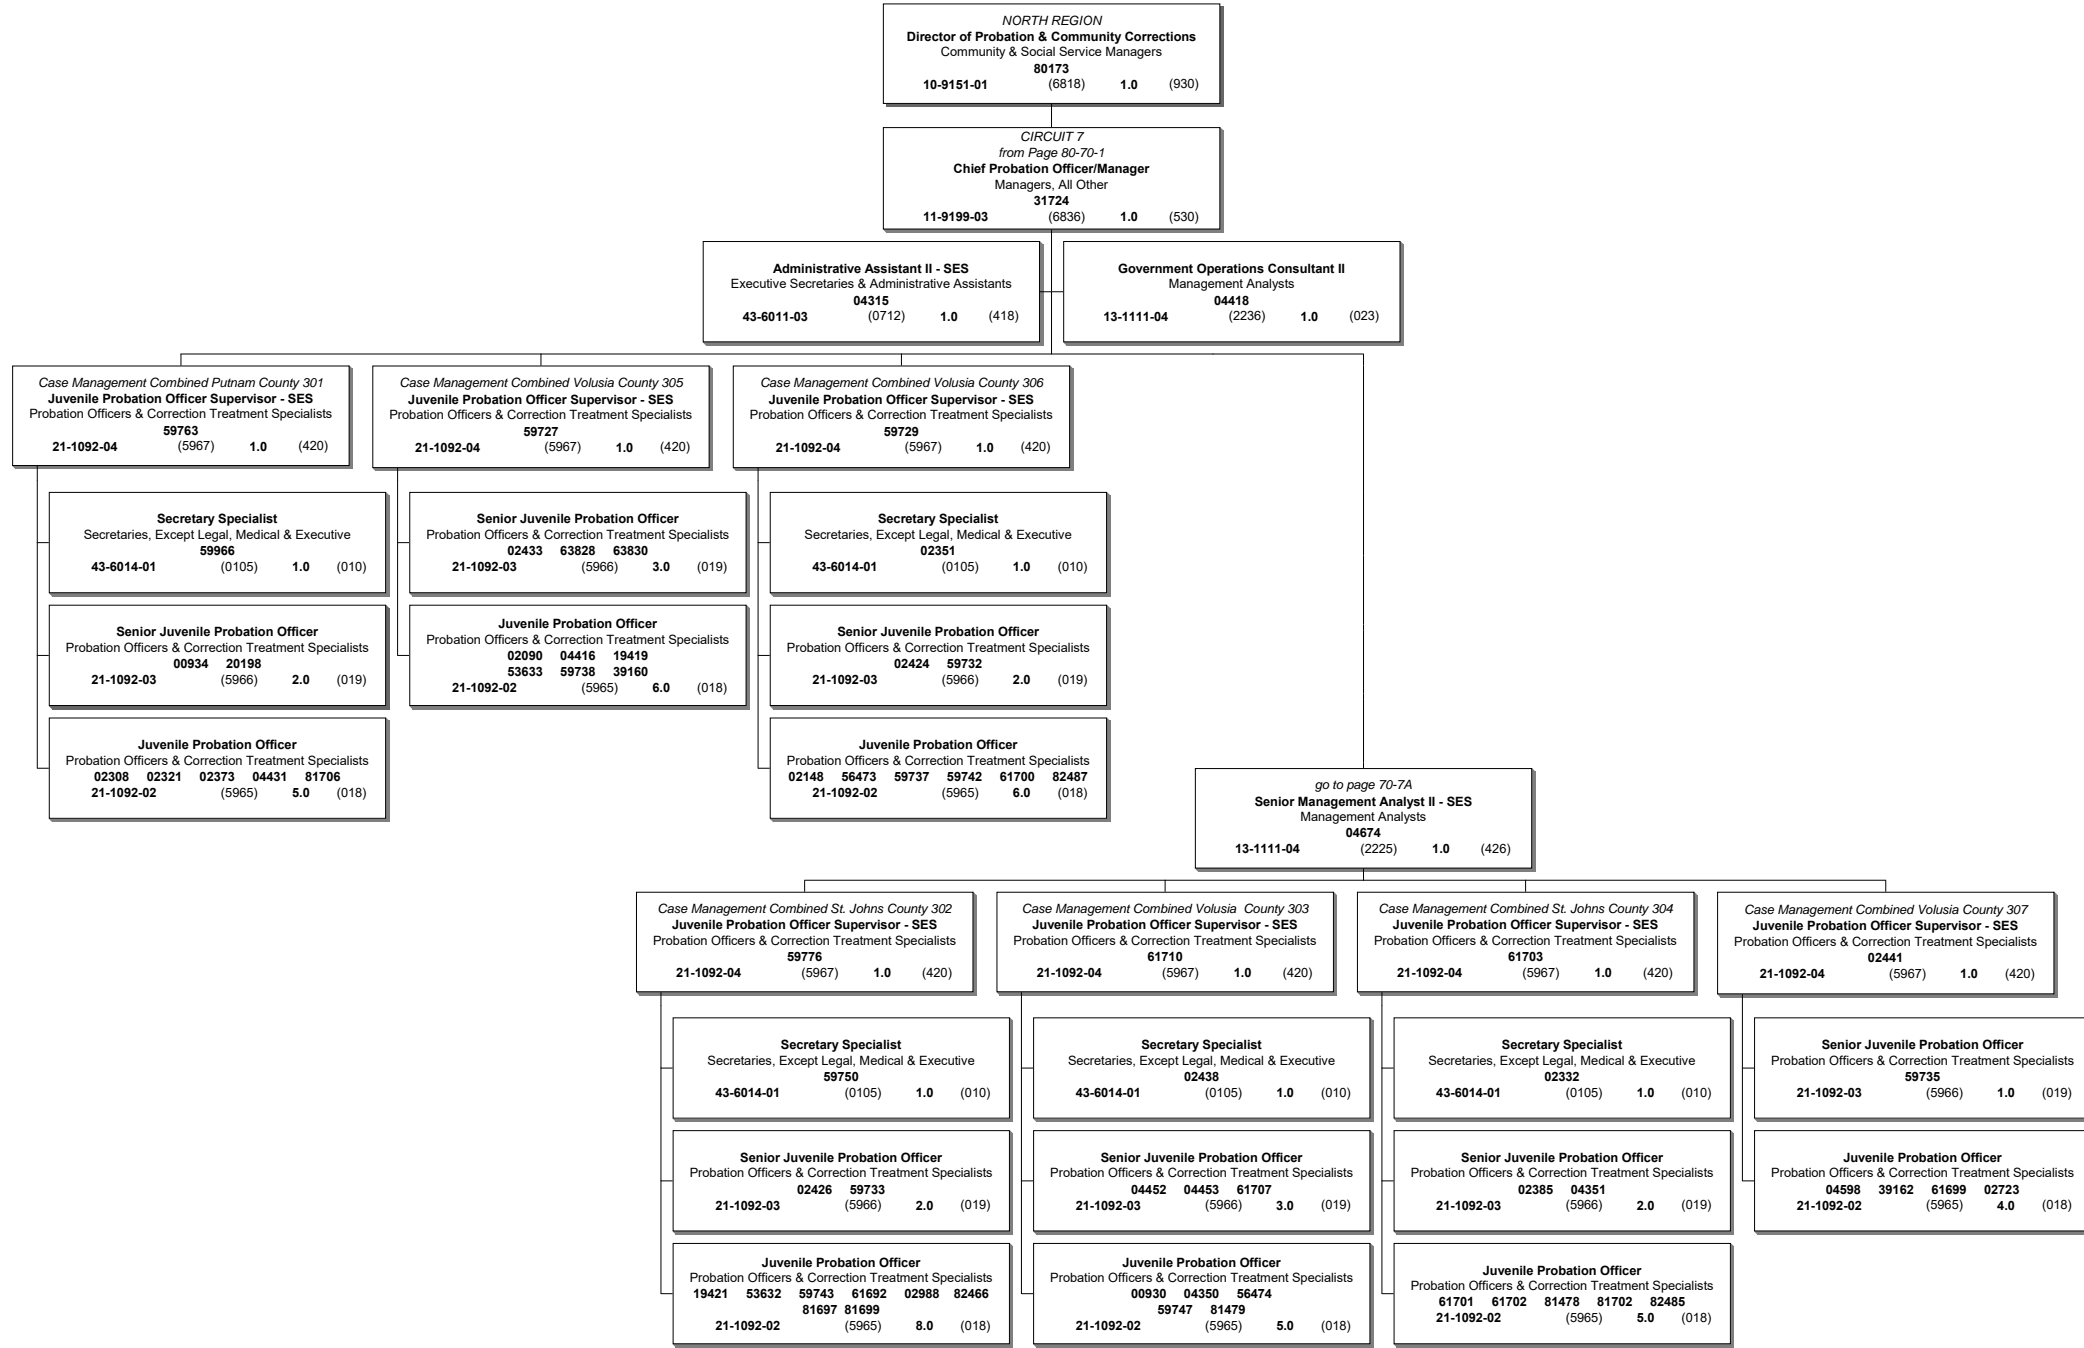 NORTH REGION
Director of Probation & Community Corrections
Community & Social Service Managers
80173
10-9151-01 (6818) 1.0 (930)
CIRCUIT 7
from Page 80-70-1
Chief Probation Officer/Manager
Managers, All Other
31724
11-9199-03 (6836) 1.0 (530)
Administrative Assistant II - SES
Executive Secretaries & Administrative Assistants
04315
43-6011-03 (0712) 1.0 (418)
Government Operations Consultant II
Management Analysts
04418
13-1111-04 (2236) 1.0 (023)
Case Management Combined Putnam County 301
Juvenile Probation Officer Supervisor - SES
Probation Officers & Correction Treatment Specialists
59763
21-1092-04 (5967) 1.0 (420)
Secretary Specialist
Secretaries, Except Legal, Medical & Executive
59966
43-6014-01 (0105) 1.0 (010)
Senior Juvenile Probation Officer
Probation Officers & Correction Treatment Specialists
00934 20198
21-1092-03 (5966) 2.0 (019)
Juvenile Probation Officer
Probation Officers & Correction Treatment Specialists
02308 02321 02373 04431 81706
21-1092-02 (5965) 5.0 (018)
Case Management Combined Volusia County 305
Juvenile Probation Officer Supervisor - SES
Probation Officers & Correction Treatment Specialists
59727
21-1092-04 (5967) 1.0 (420)
Senior Juvenile Probation Officer
Probation Officers & Correction Treatment Specialists
02433 63828 63830
21-1092-03 (5966) 3.0 (019)
Juvenile Probation Officer
Probation Officers & Correction Treatment Specialists
02090 04416 19419
53633 59738 39160
21-1092-02 (5965) 6.0 (018)
Case Management Combined Volusia County 306
Juvenile Probation Officer Supervisor - SES
Probation Officers & Correction Treatment Specialists
59729
21-1092-04 (5967) 1.0 (420)
Secretary Specialist
Secretaries, Except Legal, Medical & Executive
02351
43-6014-01 (0105) 1.0 (010)
Senior Juvenile Probation Officer
Probation Officers & Correction Treatment Specialists
02424 59732
21-1092-03 (5966) 2.0 (019)
Juvenile Probation Officer
Probation Officers & Correction Treatment Specialists
02148 56473 59737 59742 61700 82487
21-1092-02 (5965) 6.0 (018)
go to page 70-7A
Senior Management Analyst II - SES
Management Analysts
04674
13-1111-04 (2225) 1.0 (426)
Case Management Combined St. Johns County 302
Juvenile Probation Officer Supervisor - SES
Probation Officers & Correction Treatment Specialists
59776
21-1092-04 (5967) 1.0 (420)
Secretary Specialist
Secretaries, Except Legal, Medical & Executive
59750
43-6014-01 (0105) 1.0 (010)
Senior Juvenile Probation Officer
Probation Officers & Correction Treatment Specialists
02426 59733
21-1092-03 (5966) 2.0 (019)
Juvenile Probation Officer
Probation Officers & Correction Treatment Specialists
19421 53632 59743 61692 02988 82466
81697 81699
21-1092-02 (5965) 8.0 (018)
Case Management Combined Volusia County 303
Juvenile Probation Officer Supervisor - SES
Probation Officers & Correction Treatment Specialists
61710
21-1092-04 (5967) 1.0 (420)
Secretary Specialist
Secretaries, Except Legal, Medical & Executive
02438
43-6014-01 (0105) 1.0 (010)
Senior Juvenile Probation Officer
Probation Officers & Correction Treatment Specialists
04452 04453 61707
21-1092-03 (5966) 3.0 (019)
Juvenile Probation Officer
Probation Officers & Correction Treatment Specialists
00930 04350 56474
59747 81479
21-1092-02 (5965) 5.0 (018)
Case Management Combined St. Johns County 304
Juvenile Probation Officer Supervisor - SES
Probation Officers & Correction Treatment Specialists
61703
21-1092-04 (5967) 1.0 (420)
Secretary Specialist
Secretaries, Except Legal, Medical & Executive
02332
43-6014-01 (0105) 1.0 (010)
Senior Juvenile Probation Officer
Probation Officers & Correction Treatment Specialists
02385 04351
21-1092-03 (5966) 2.0 (019)
Juvenile Probation Officer
Probation Officers & Correction Treatment Specialists
61701 61702 81478 81702 82485
21-1092-02 (5965) 5.0 (018)
Case Management Combined Volusia County 307
Juvenile Probation Officer Supervisor - SES
Probation Officers & Correction Treatment Specialists
02441
21-1092-04 (5967) 1.0 (420)
Senior Juvenile Probation Officer
Probation Officers & Correction Treatment Specialists
59735
21-1092-03 (5966) 1.0 (019)
Juvenile Probation Officer
Probation Officers & Correction Treatment Specialists
04598 39162 61699 02723
21-1092-02 (5965) 4.0 (018)